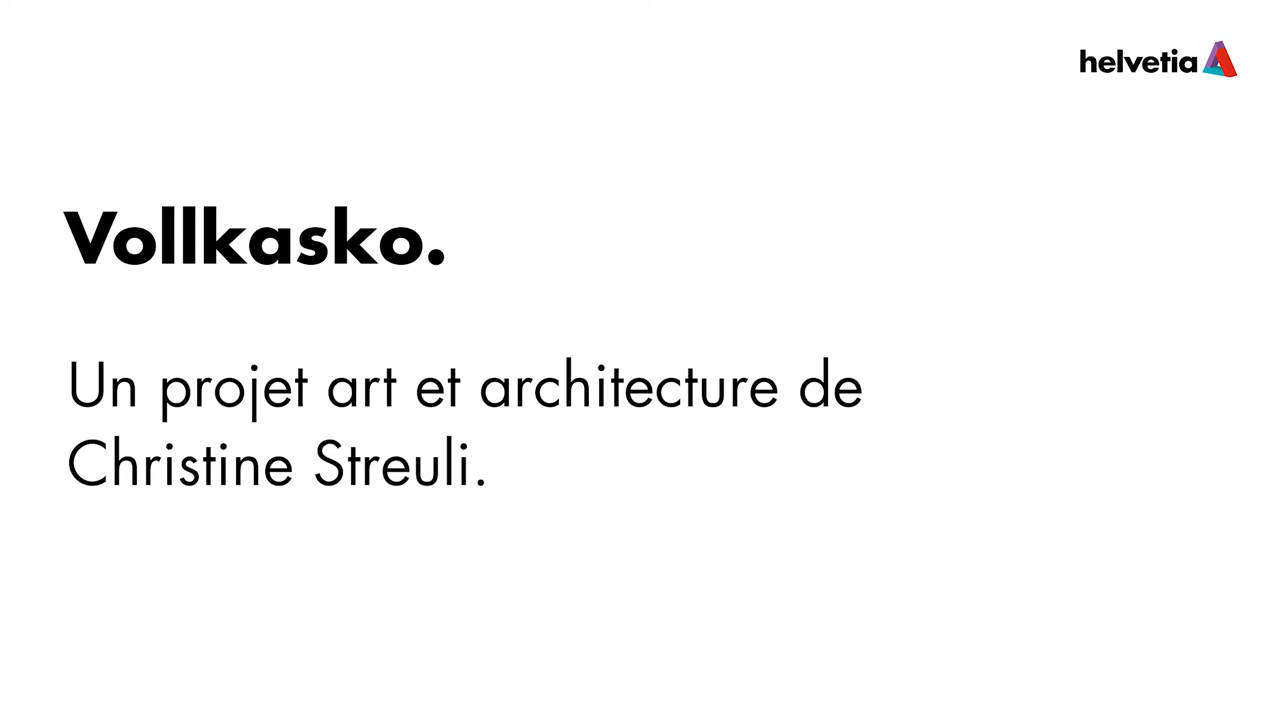 helvetia
Vollkasko.
Un projet art et architecture de
Christine Streuli.